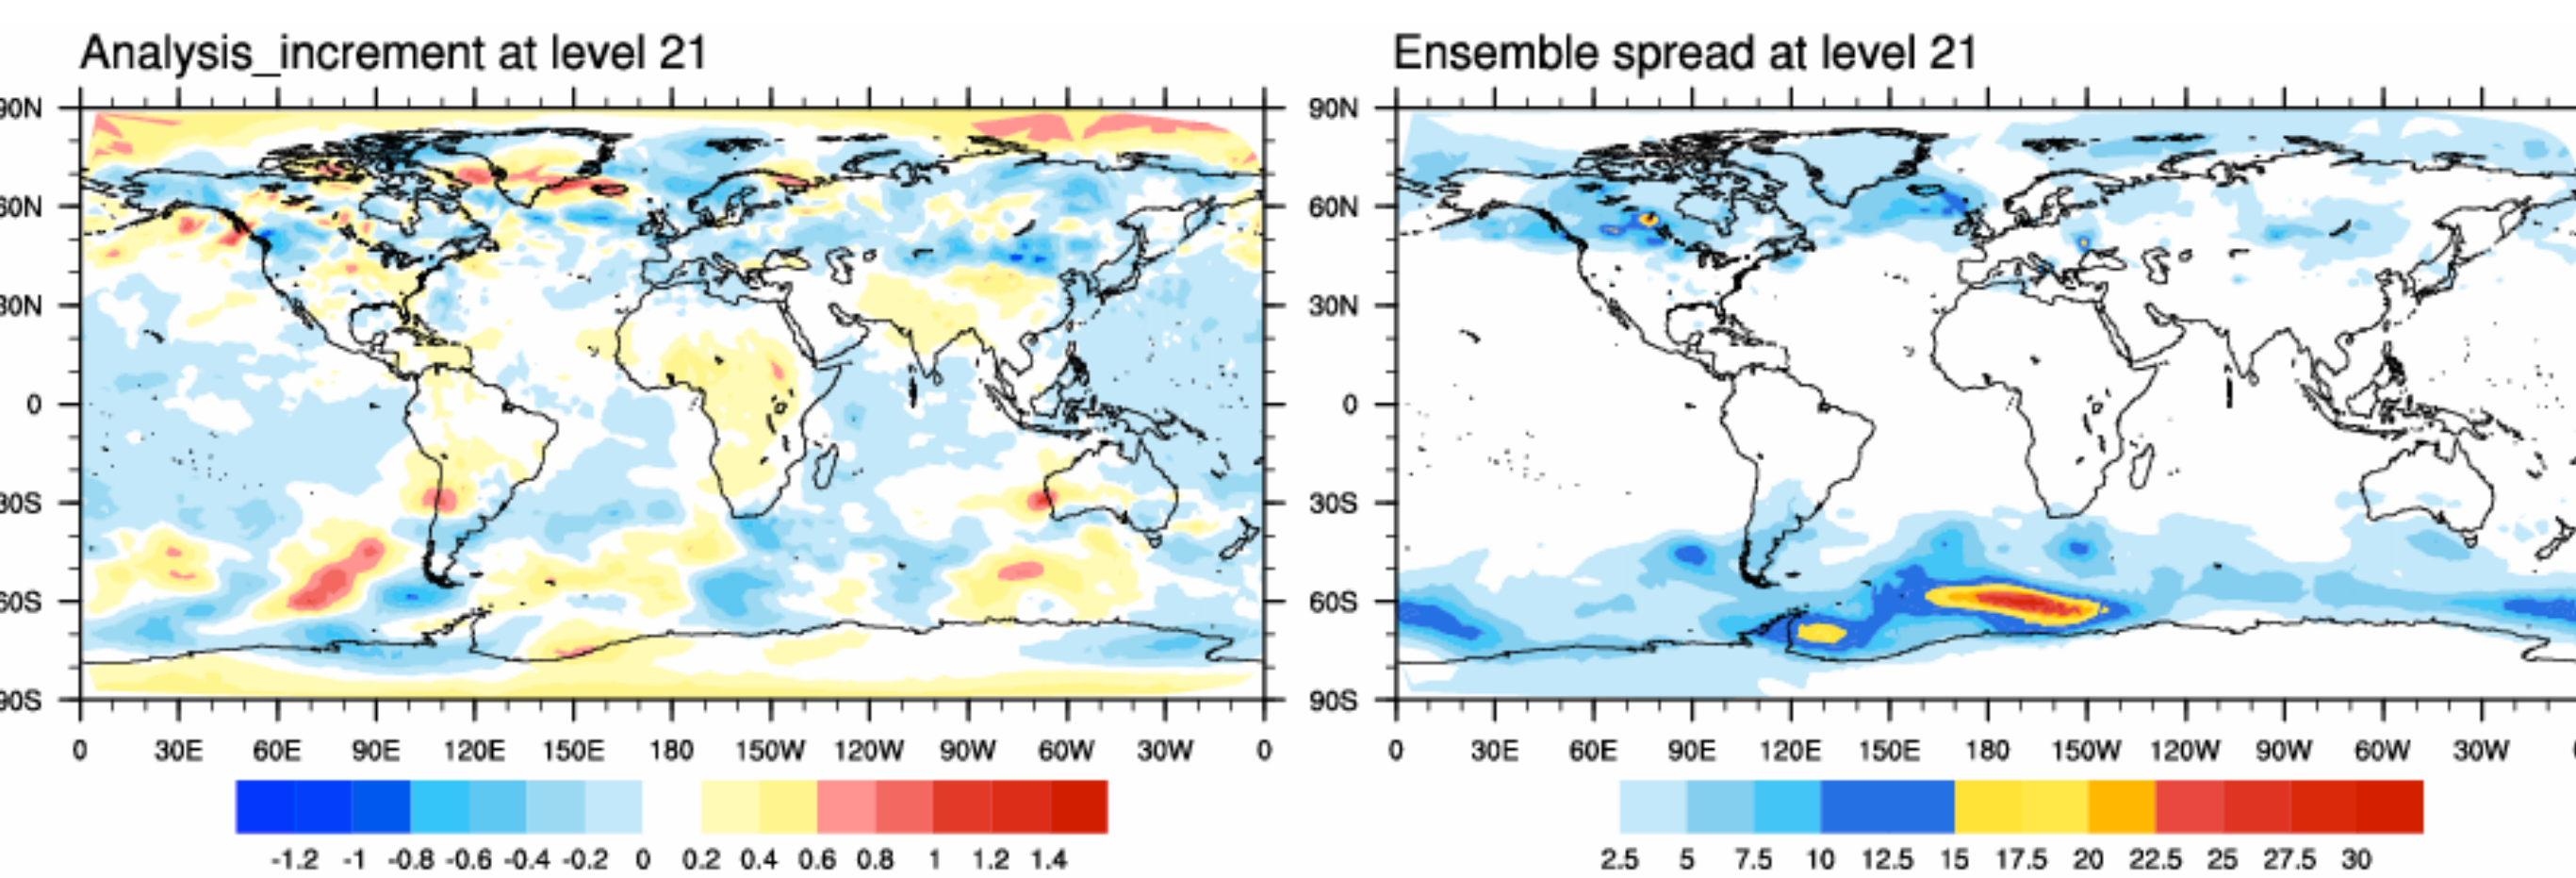 Analysis_increment at level 21
90N
60N
30N
0
30S
60S
90S
0 30E 60E 90E 120E 150E 180 150W 120W 90W 60W 30W 0
-1.2 -1 -0.8 -0.6 -0.4 -0.2 0 0.2 0.4 0.6 0.8 1 1.2 1.4
Ensemble spread at level 21
90N
60N
30N
0
30S
60S
90S
0 30E 60E 90E 120E 150E 180 150W 120W 90W 60W 30W
2.5 5 7.5 10 12.5 15 17.5 20 22.5 25 27.5 30